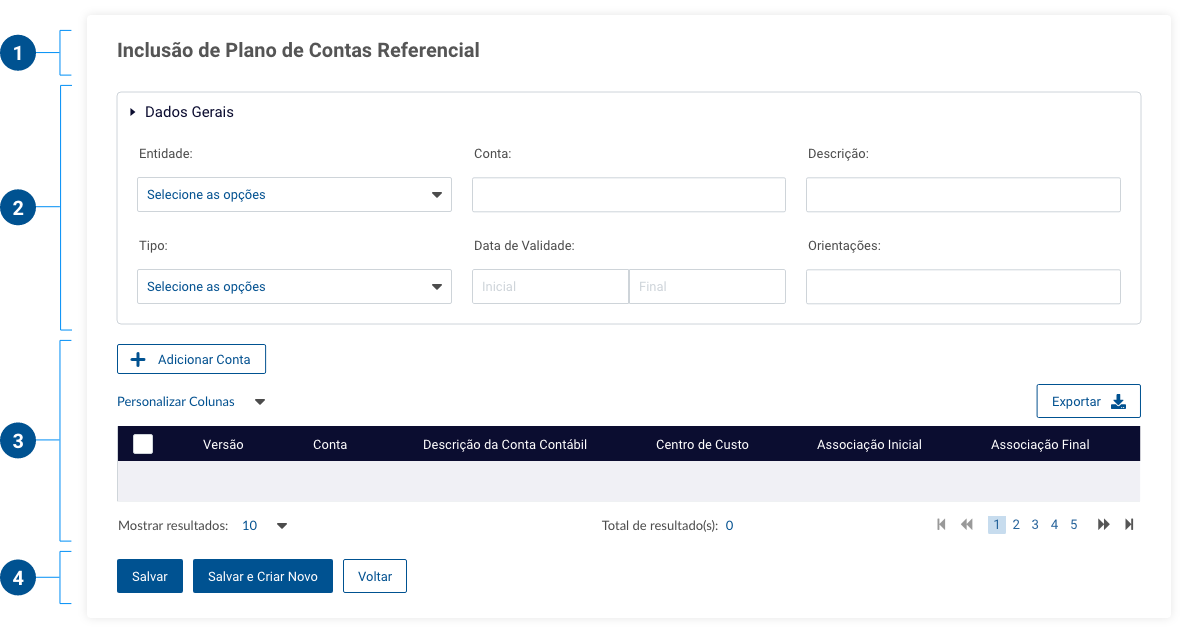 1
Inclusão de Plano de Contas Referencial
2
Dados Gerais
Entidade: Conta: Descrição:
Selecione as opções
Tipo: Data de Validade: Orientações:
Selecione as opções Inicial Final
3
Adicionar Conta
Personalizar Colunas Exportar
Versão Conta Descrição da Conta Contábil Centro de Custo Associação Inicial Associação Final
Mostrar resultados: 10 Total de resultado(s): 0 1 2 3 4 5
4
Salvar Salvar e Criar Novo Voltar